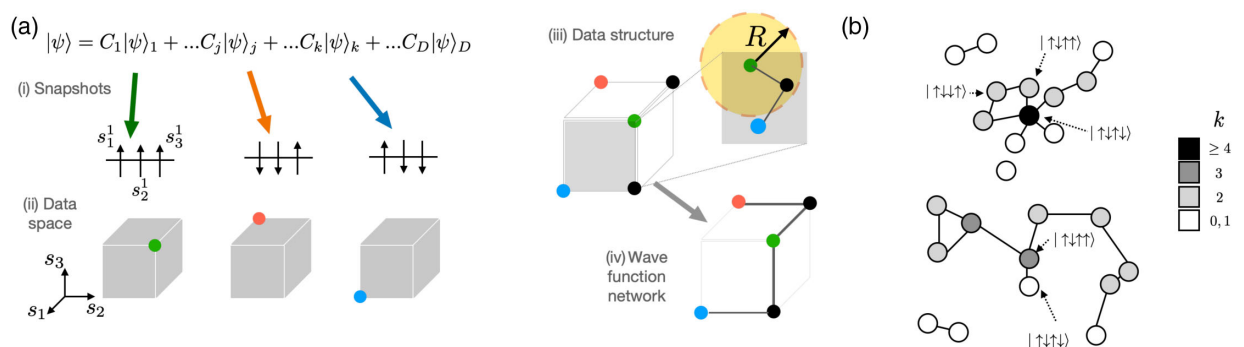 (a)
|ψ⟩ = C₁|ψ⟩₁ + ...Cⱼ|ψ⟩ⱼ + ...Cₖ|ψ⟩ₖ + ...C_D|ψ⟩_D
(i) Snapshots
s₁¹ s₃¹
s₂¹
(ii) Data
space
s₃
s₁ s₂
(iii) Data structure
R
(iv) Wave
function
network
(b)
|↑↓↑↑⟩
|↑↓↓↑⟩
|↑↓↑↓⟩
|↑↓↑↑⟩
|↑↓↑↓⟩
k
≥ 4
3
2
0, 1